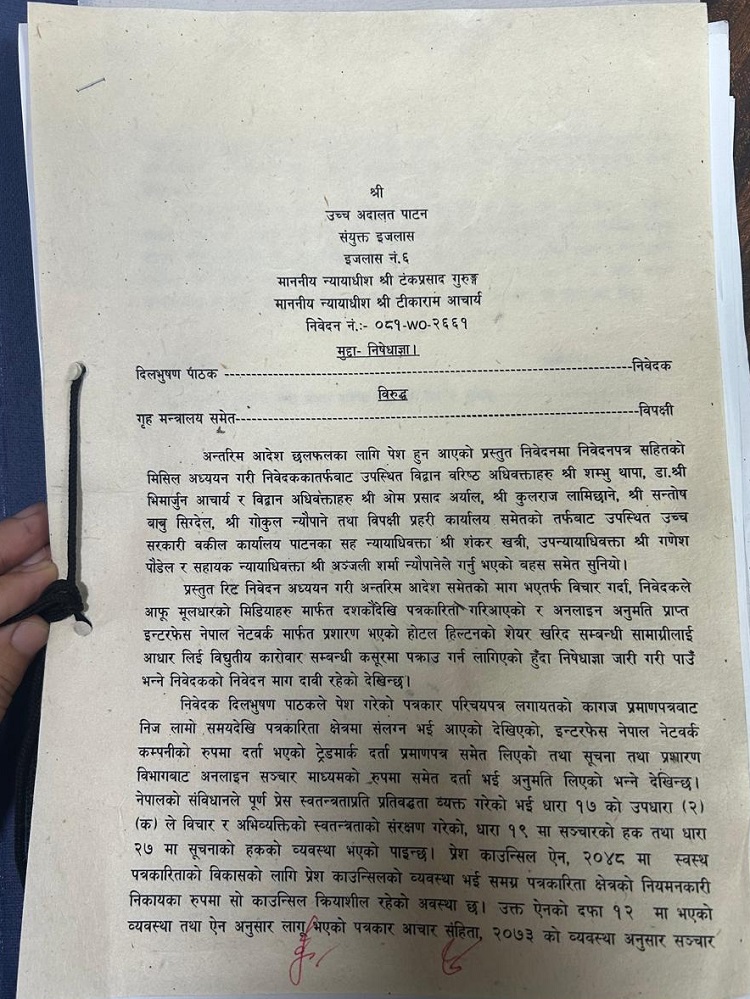 श्री
उच्च अदालत पाटन
संयुक्त इजलास
इजलास नं.६
माननीय न्यायाधीश श्री टंकप्रसाद गुरुङ्ग
माननीय न्यायाधीश श्री टीकाराम आचार्य
निवेदन नं.:- ०८१-WO-२६६१
मुद्दा- निषेधाज्ञा।
दिलभुषण पाठक ------------------------------------------------------------------निवेदक
विरुद्ध
गृह मन्त्रालय समेत----------------------------------------------------------------विपक्षी
अन्तरिम आदेश छलफलका लागि पेश हुन आएको प्रस्तुत निवेदनमा निवेदनपत्र सहितको
मिसिल अध्ययन गरी निवेदककातर्फबाट उपस्थित विद्वान वरिष्ठ अधिवक्ताहरु श्री शम्भु थापा, डा.श्री
भिमार्जुन आचार्य र विद्वान अधिवक्ताहरु श्री ओम प्रसाद अर्याल, श्री कुलराज लामिछाने, श्री सन्तोष
बाबु सिग्देल, श्री गोकुल न्यौपाने तथा विपक्षी प्रहरी कार्यालय समेतको तर्फबाट उपस्थित उच्च
सरकारी वकील कार्यालय पाटनका सह न्यायाधिवक्ता श्री शंकर खत्री, उपन्यायाधिवक्ता श्री गणेश
पौडेल र सहायक न्यायाधिवक्ता श्री अञ्जली शर्मा न्यौपानेले गर्नु भएको बहस समेत सुनियो।
प्रस्तुत रिट निवेदन अध्ययन गरी अन्तरिम आदेश समेतको माग भएतर्फ विचार गर्दा, निवेदकले
आफू मूलधारको मिडियाहरु मार्फत दशकौंदेखि पत्रकारिता गरिआएको र अनलाइन अनुमति प्राप्त
इन्टरफेस नेपाल नेटवर्क मार्फत प्रशारण भएको होटल हिल्टनको शेयर खरिद सम्बन्धी सामाग्रीलाई
आधार लिई विद्युतीय कारोवार सम्बन्धी कसूरमा पक्राउ गर्न लागिएको हुँदा निषेधाज्ञा जारी गरी पाउँ
भन्ने निवेदकको निवेदन माग दावी रहेको देखिन्छ।
निवेदक दिलभुषण पाठकले पेश गरेको पत्रकार परिचयपत्र लगायतको कागज प्रमाणपत्रबाट
निज लामो समयदेखि पत्रकारिता क्षेत्रमा संलग्न भई आएको देखिएको, इन्टरफेस नेपाल नेटवर्क
कम्पनीको रुपमा दर्ता भएको ट्रेडमार्क दर्ता प्रमाणपत्र समेत लिएको तथा सूचना तथा प्रशारण
विभागबाट अनलाइन सञ्चार माध्यमको रुपमा समेत दर्ता भई अनुमति लिएको भन्ने देखिन्छ।
नेपालको संविधानले पूर्ण प्रेस स्वतन्त्रताप्रति प्रतिवद्धता व्यक्त गरेको भई धारा १७ को उपधारा (२)
(क) ले विचार र अभिव्यक्तिको स्वतन्त्रताको संरक्षण गरेको, धारा १९ मा सञ्चारको हक तथा धारा
२७ मा सूचनाको हकको व्यवस्था भएको पाइन्छ। प्रेश काउन्सिल ऐन, २०४८ मा स्वस्थ
पत्रकारिताको विकासको लागि प्रेश काउन्सिलको व्यवस्था भई समग्र पत्रकारिता क्षेत्रको नियमनकारी
निकायका रुपमा सो काउन्सिल क्रियाशील रहेको अवस्था छ। उक्त ऐनको दफा १२ मा भएको
व्यवस्था तथा ऐन अनुसार लागू भएको पत्रकार आचार संहिता, २०७३ को व्यवस्था अनुसार सञ्चार